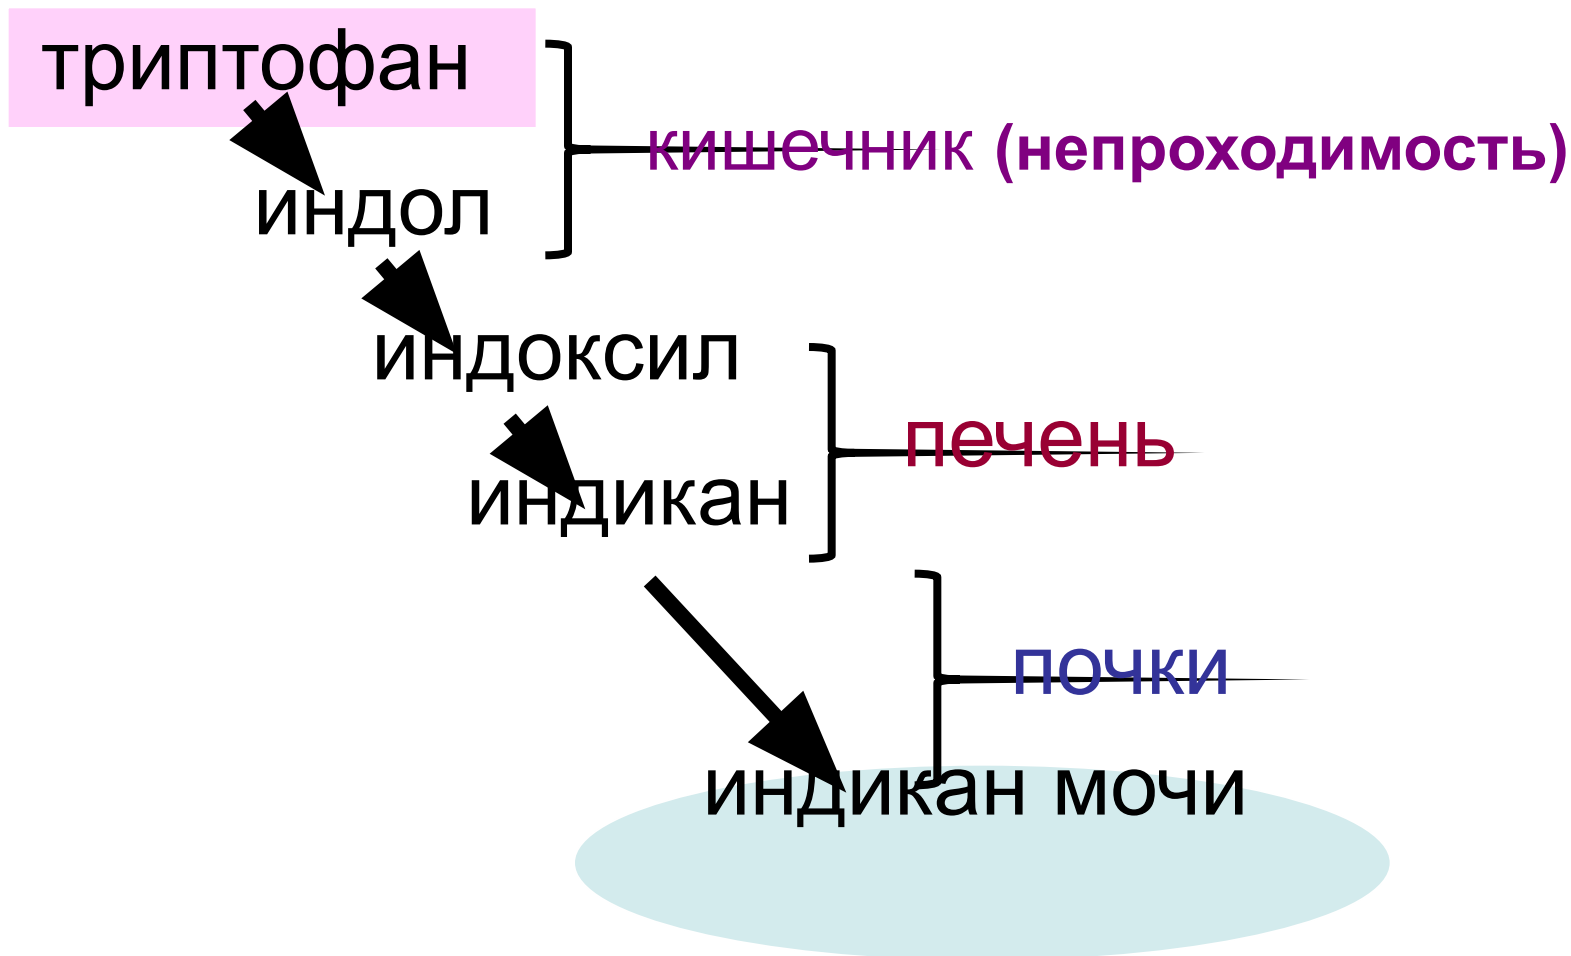 триптофан
кишечник (непроходимость)
индол
индоксил
печень
индикан
почки
индикан мочи